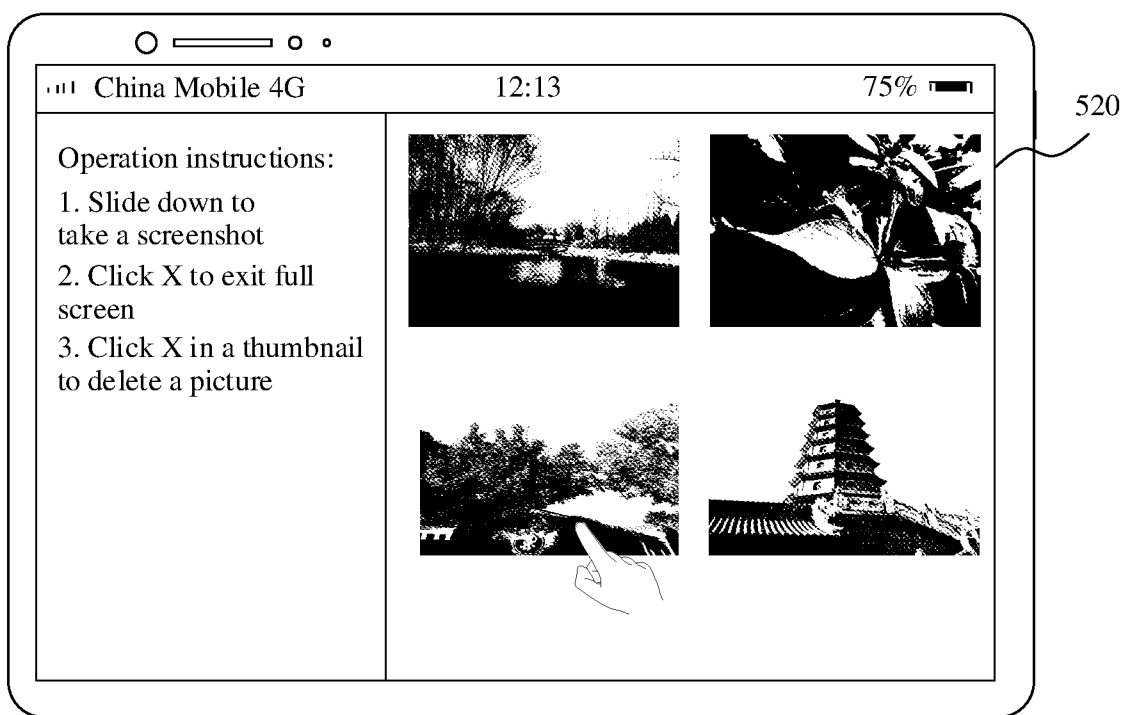 China Mobile 4G
12:13
75%
520
Operation instructions:
1. Slide down to
take a screenshot
2. Click X to exit full
screen
3. Click X in a thumbnail
to delete a picture